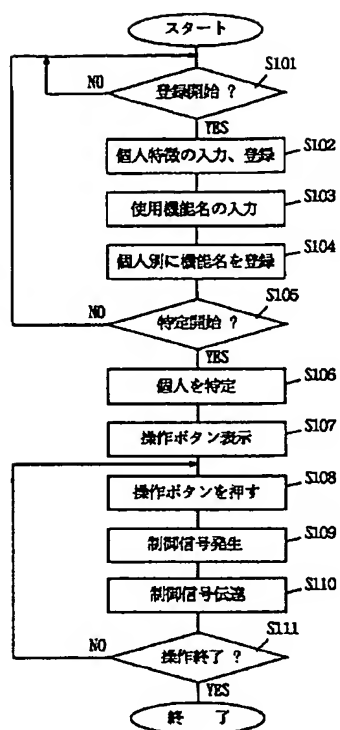 スタート
S101
NO
登録開始 ?
YES
S102
個人特徴の入力、登録
S103
使用機能名の入力
S104
個人別に機能名を登録
S105
NO
特定開始 ?
YES
S106
個人を特定
S107
操作ボタン表示
S108
操作ボタンを押す
S109
制御信号発生
S110
制御信号伝達
S111
NO
操作終了 ?
YES
終 了